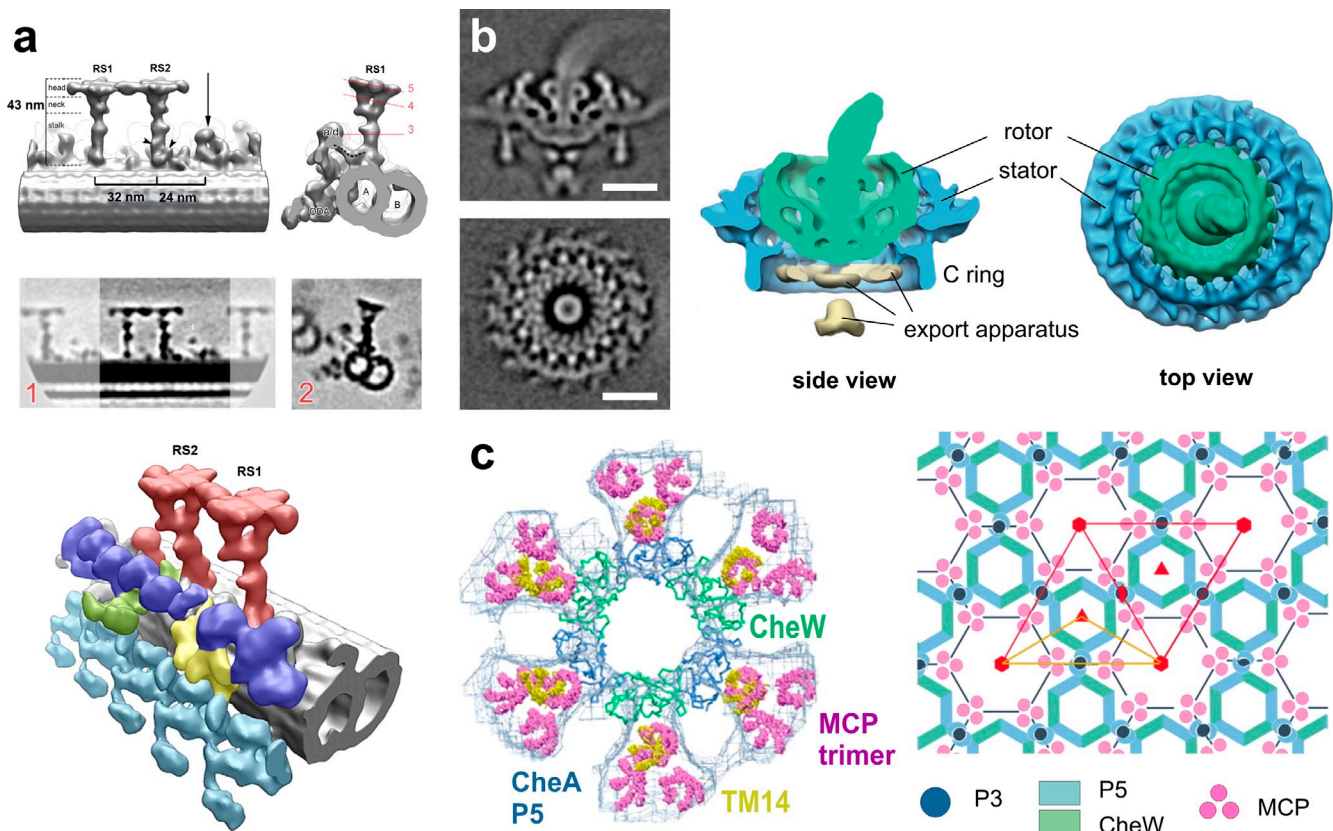 a
RS1 RS2
head
neck
stalk
43 nm
32 nm 24 nm
RS1
5
4
3
a/d
A
B
ODA
1
2
RS2
RS1
b
rotor
stator
C ring
export apparatus
side view
top view
c
CheW
MCP
trimer
CheA
P5
TM14
P3
P5
CheW
MCP